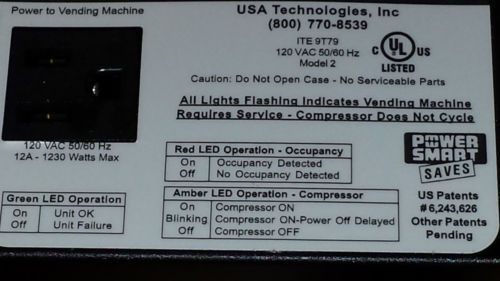 Power to Vending Machine
USA Technologies, Inc
(800) 770-8539
ITE 9T79
120 VAC 50/60 Hz
Model 2
C UL US
LISTED
Caution: Do Not Open Case - No Serviceable Parts
All Lights Flashing Indicates Vending Machine
Requires Service - Compressor Does Not Cycle
120 VAC 50/60 Hz
12A - 1230 Watts Max
Red LED Operation - Occupancy
On Occupancy Detected
Off No Occupancy Detected
POWER
SMART
SAVES
Green LED Operation
On Unit OK
Off Unit Failure
Amber LED Operation - Compressor
On Compressor ON
Blinking Compressor ON-Power Off Delayed
Off Compressor OFF
US Patents
#6,243,626
Other Patents
Pending